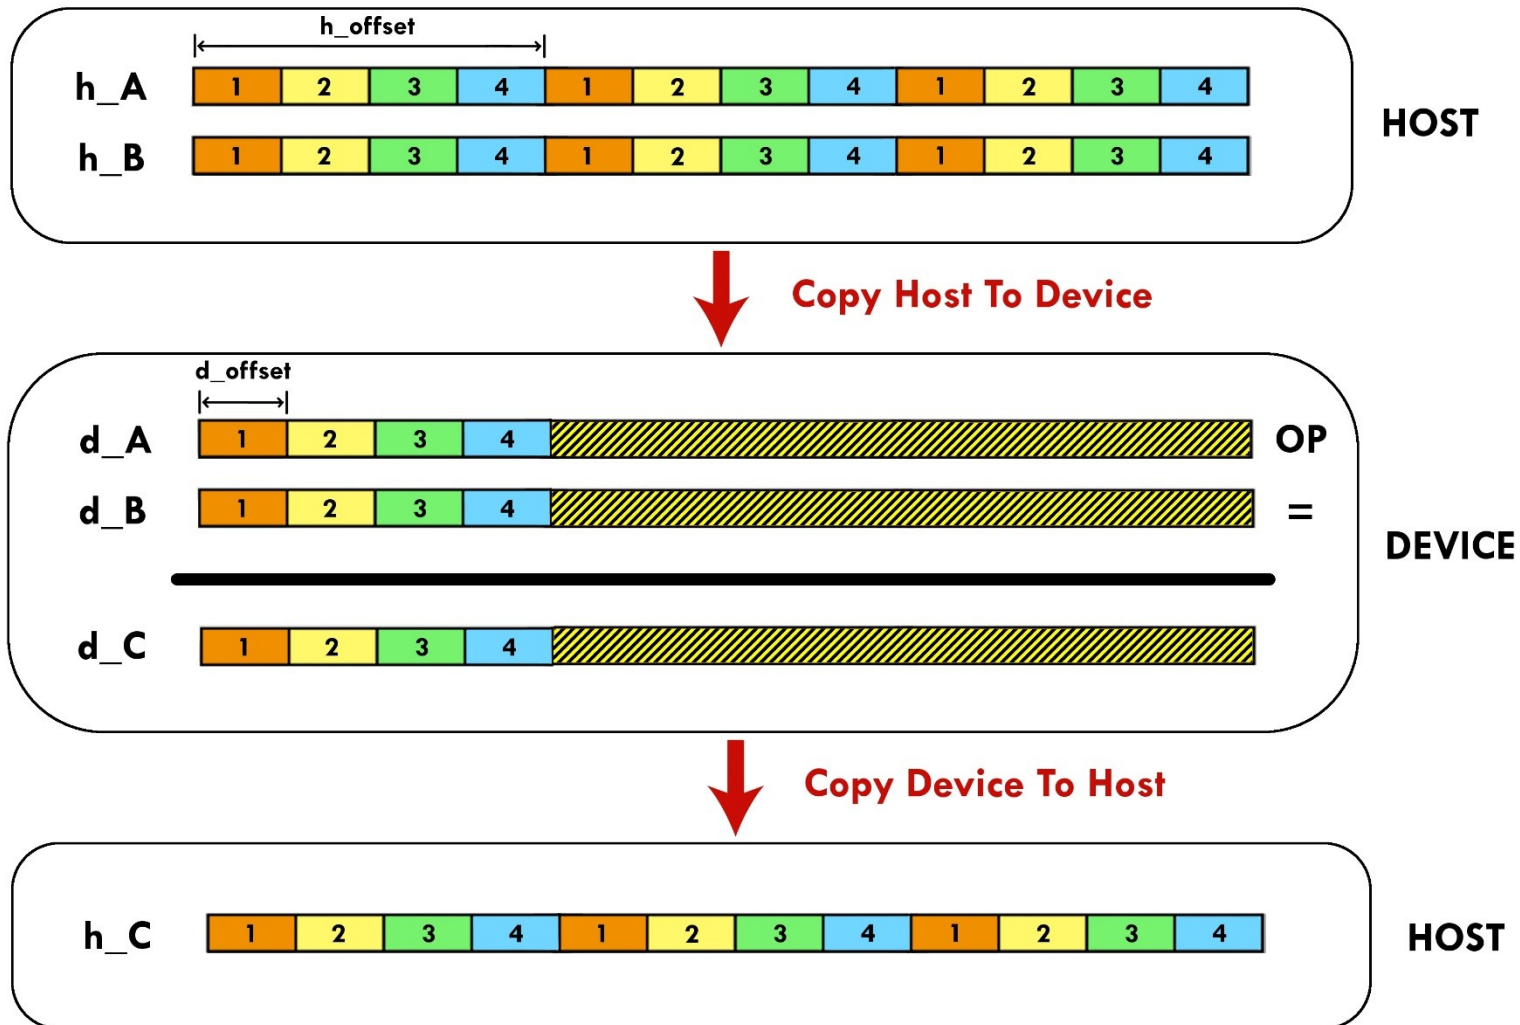 h_offset
h_A 1 2 3 4 1 2 3 4 1 2 3 4
HOST
h_B 1 2 3 4 1 2 3 4 1 2 3 4
Copy Host To Device
d_offset
d_A 1 2 3 4 OP
d_B 1 2 3 4 =
DEVICE
d_C 1 2 3 4
Copy Device To Host
h_C 1 2 3 4 1 2 3 4 1 2 3 4
HOST